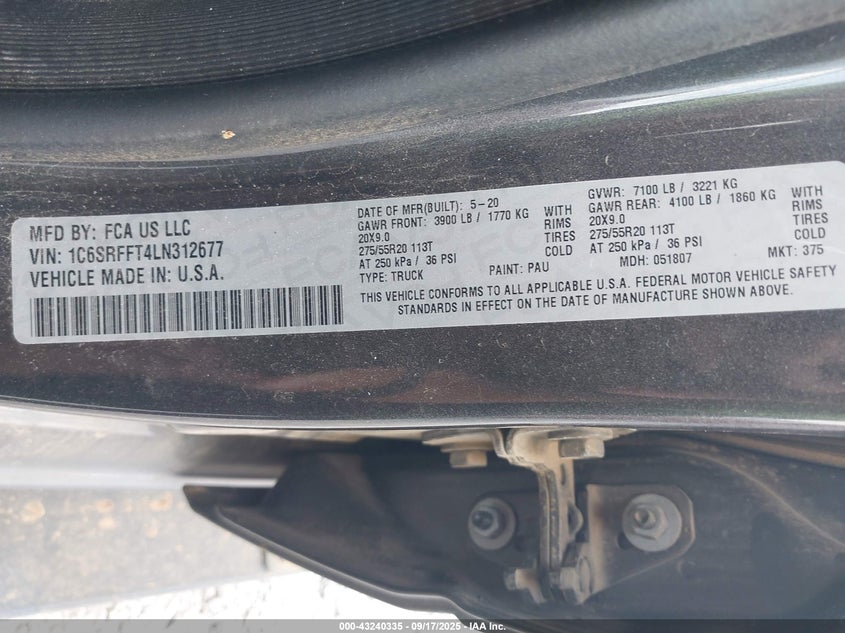 MFD BY: FCA US LLC
VIN: 1C6SRFFT4LN312677
VEHICLE MADE IN: U.S.A.
DATE OF MFR(BUILT): 5-20
GAWR FRONT: 3900 LB / 1770 KG WITH
20X9.0 RIMS
275/55R20 113T TIRES
AT 250 kPa / 36 PSI COLD
TYPE: TRUCK PAINT: PAU
GVWR: 7100 LB / 3221 KG
GAWR REAR: 4100 LB / 1860 KG WITH
20X9.0 RIMS
275/55R20 113T TIRES
AT 250 kPa / 36 PSI COLD
MDH: 051807 MKT: 375
THIS VEHICLE CONFORMS TO ALL APPLICABLE U.S.A. FEDERAL MOTOR VEHICLE SAFETY
STANDARDS IN EFFECT ON THE DATE OF MANUFACTURE SHOWN ABOVE.
000-43240335 - 09/17/2025 - © IAA, Inc.